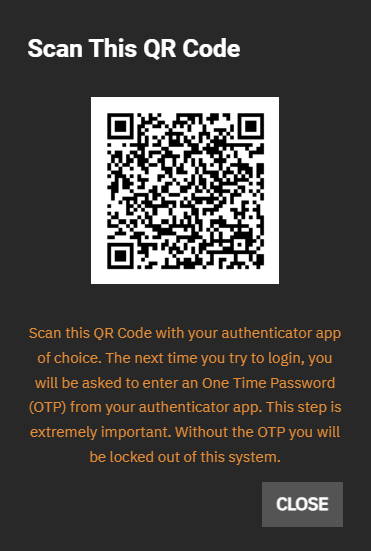 Scan This QR Code
Scan this QR Code with your authenticator app
of choice. The next time you try to login, you
will be asked to enter an One Time Password
(OTP) from your authenticator app. This step is
extremely important. Without the OTP you will
be locked out of this system.
CLOSE